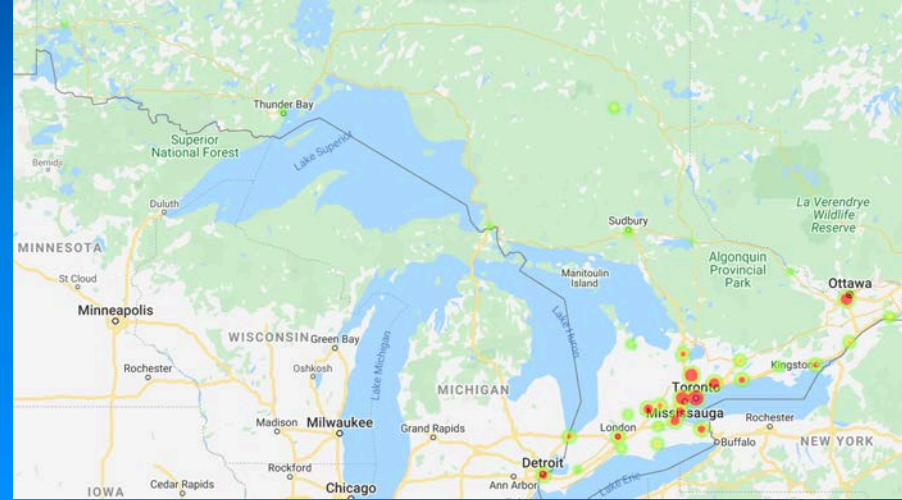 Thunder Bay
Superior
National Forest
Lake Superior
Duluth
La Verendrye
Wildlife
Reserve
Sudbury
MINNESOTA
Algonquin
Provincial
Park
Manitoulin
Island
St Cloud
Ottawa
Minneapolis
Lake Huron
WISCONSIN
Green Bay
Lake Michigan
Oshkosh
Kingston
Rochester
MICHIGAN
Toronto
Mississauga
Madison
Milwaukee
Grand Rapids
London
Rochester
Buffalo
NEW YORK
Detroit
Rockford
Ann Arbor
Lake Erie
IOWA
Cedar Rapids
Chicago